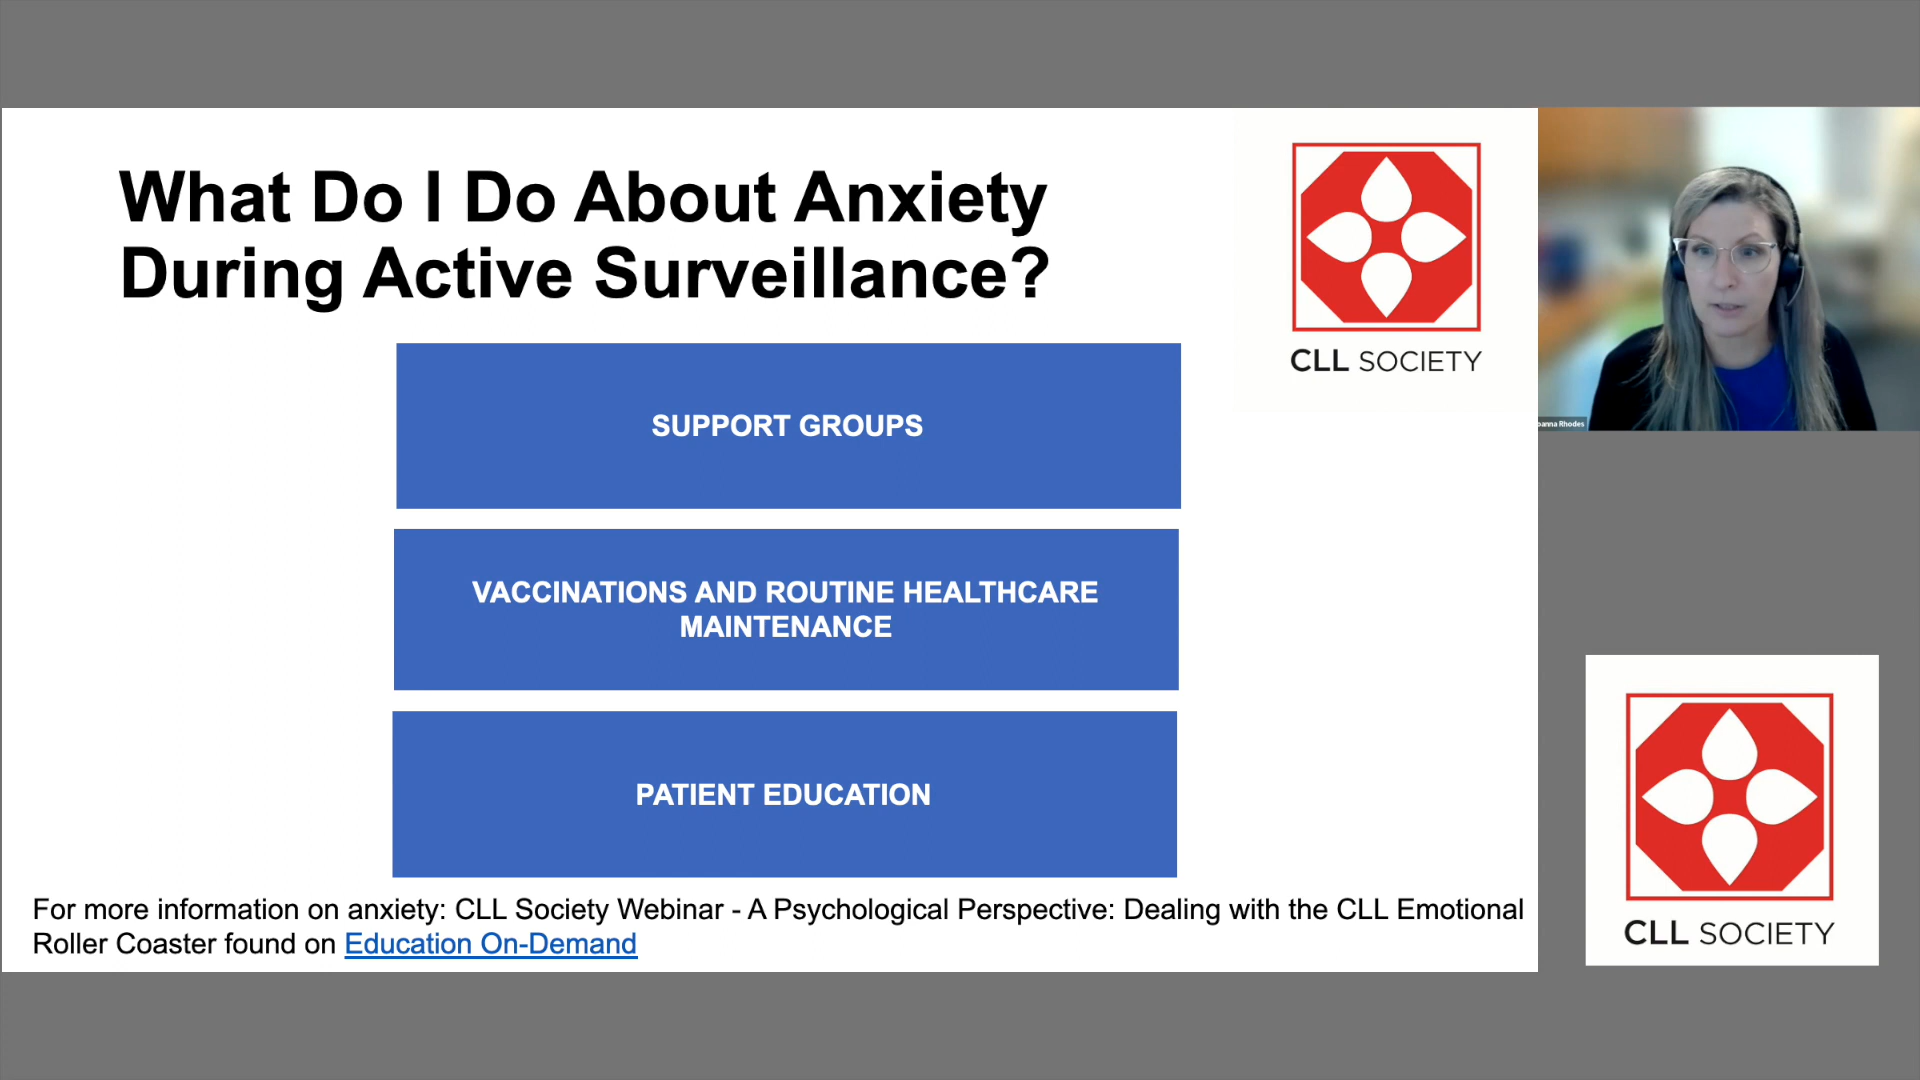 What Do I Do About Anxiety
During Active Surveillance?
CLL SOCIETY
SUPPORT GROUPS
VACCINATIONS AND ROUTINE HEALTHCARE
MAINTENANCE
PATIENT EDUCATION
For more information on anxiety: CLL Society Webinar - A Psychological Perspective: Dealing with the CLL Emotional
Roller Coaster found on Education On-Demand
Rhodes
CLL SOCIETY